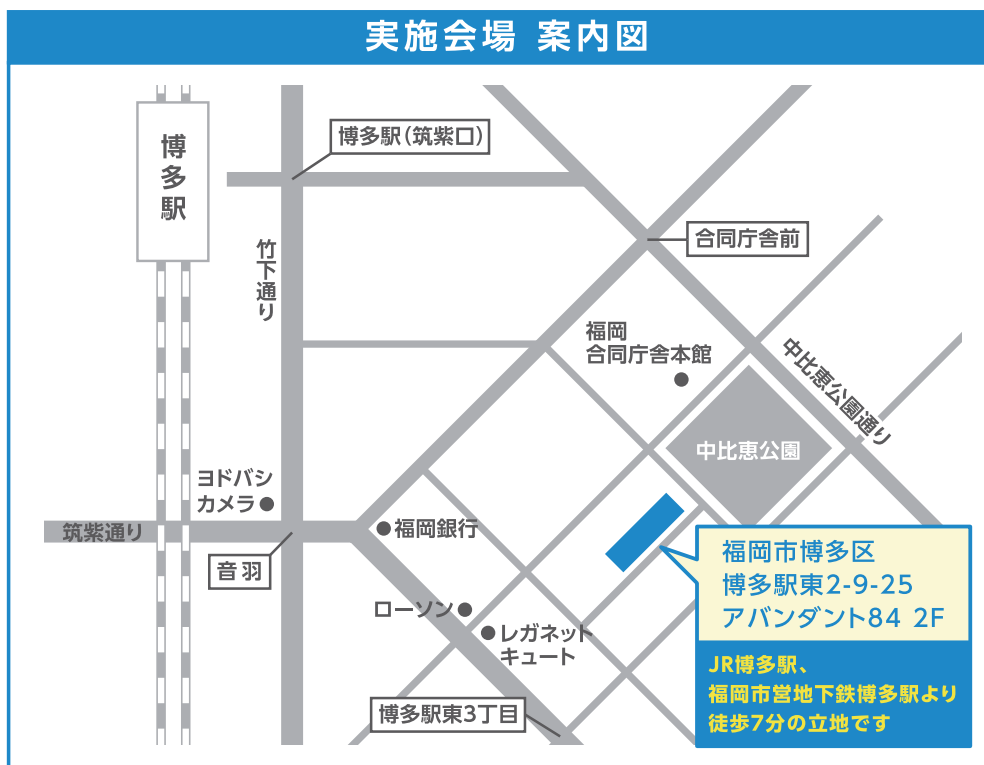 実施会場 案内図
博多駅
博多駅(筑紫口)
竹下通り
合同庁舎前
福岡
合同庁舎本館
中比恵公園通り
中比恵公園
ヨドバシ
カメラ
筑紫通り
福岡銀行
音羽
ローソン
レガネット
キュート
博多駅東3丁目
福岡市博多区
博多駅東2-9-25
アバンダント84 2F
JR博多駅、
福岡市営地下鉄博多駅より
徒歩7分の立地です